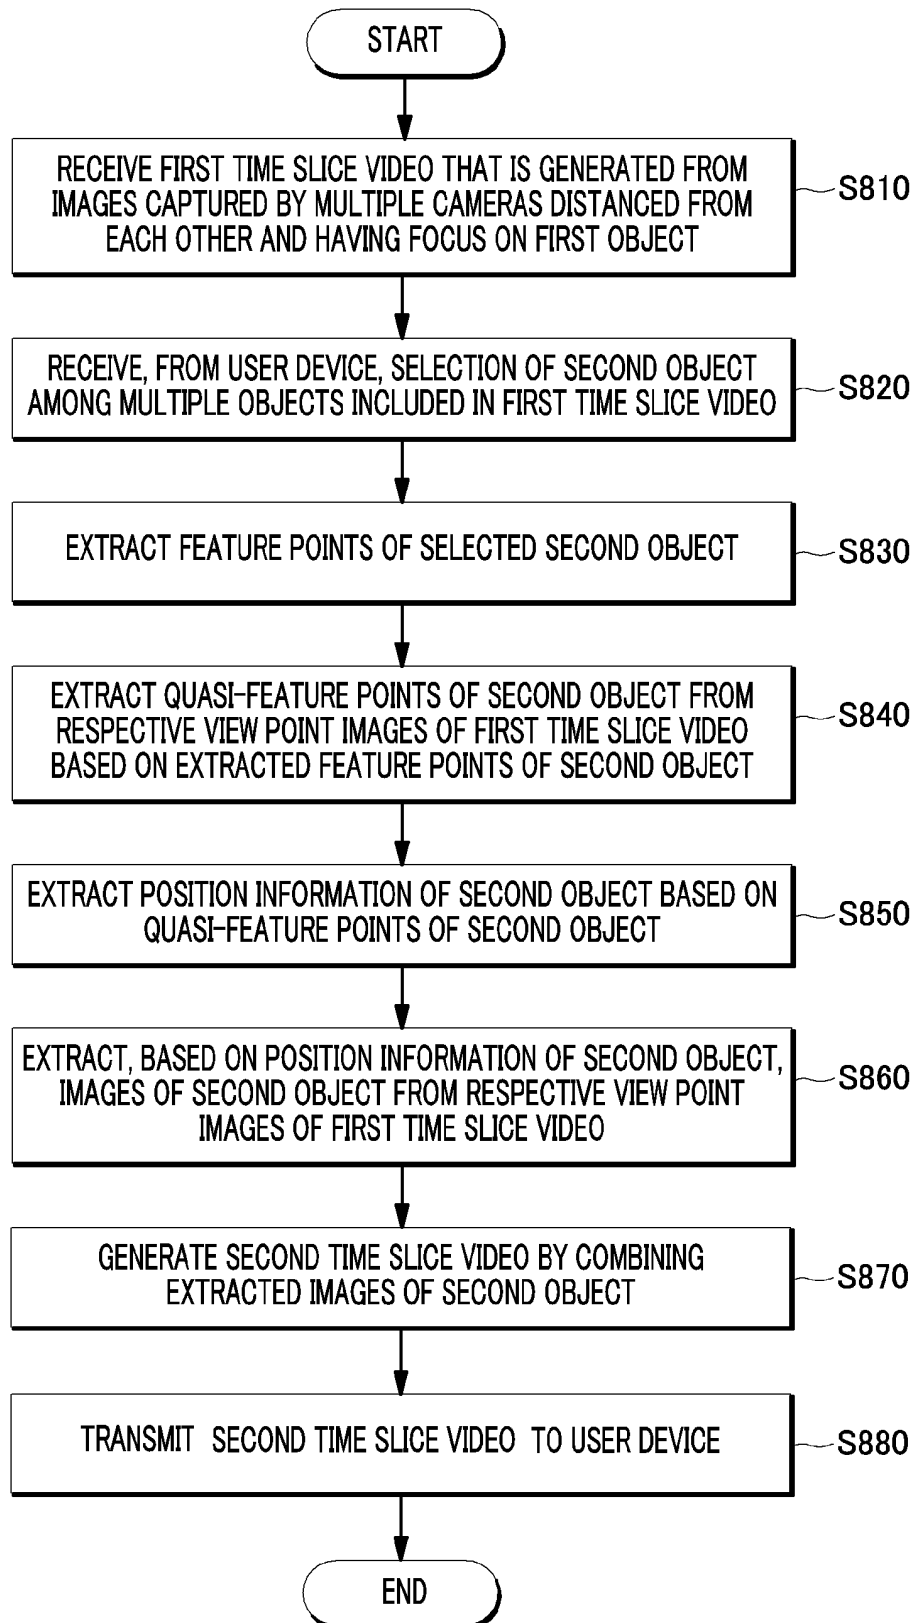 START
RECEIVE FIRST TIME SLICE VIDEO THAT IS GENERATED FROM
IMAGES CAPTURED BY MULTIPLE CAMERAS DISTANCED FROM
EACH OTHER AND HAVING FOCUS ON FIRST OBJECT
S810
RECEIVE, FROM USER DEVICE, SELECTION OF SECOND OBJECT
AMONG MULTIPLE OBJECTS INCLUDED IN FIRST TIME SLICE VIDEO
S820
EXTRACT FEATURE POINTS OF SELECTED SECOND OBJECT
S830
EXTRACT QUASI-FEATURE POINTS OF SECOND OBJECT FROM
RESPECTIVE VIEW POINT IMAGES OF FIRST TIME SLICE VIDEO
BASED ON EXTRACTED FEATURE POINTS OF SECOND OBJECT
S840
EXTRACT POSITION INFORMATION OF SECOND OBJECT BASED ON
QUASI-FEATURE POINTS OF SECOND OBJECT
S850
EXTRACT, BASED ON POSITION INFORMATION OF SECOND OBJECT,
IMAGES OF SECOND OBJECT FROM RESPECTIVE VIEW POINT
IMAGES OF FIRST TIME SLICE VIDEO
S860
GENERATE SECOND TIME SLICE VIDEO BY COMBINING
EXTRACTED IMAGES OF SECOND OBJECT
S870
TRANSMIT SECOND TIME SLICE VIDEO TO USER DEVICE
S880
END